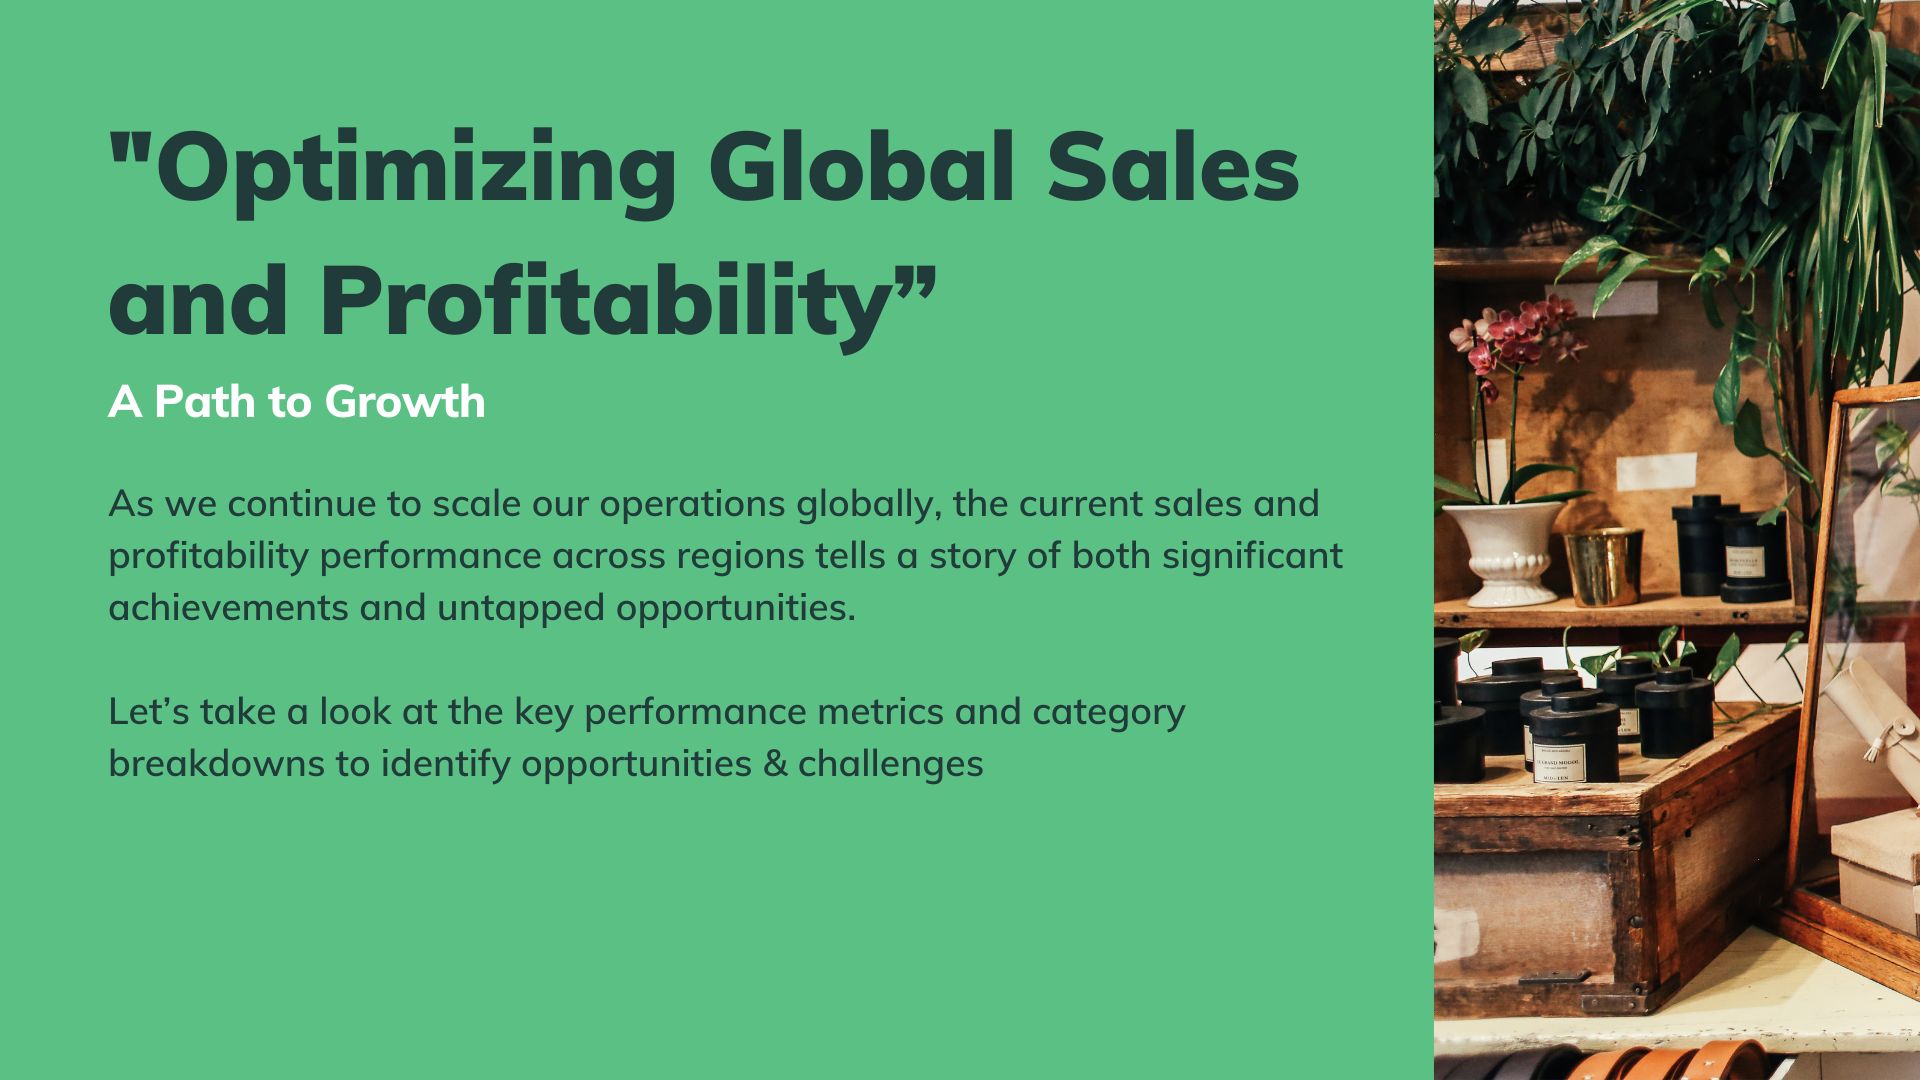 "Optimizing Global Sales
and Profitability”
A Path to Growth
As we continue to scale our operations globally, the current sales and
profitability performance across regions tells a story of both significant
achievements and untapped opportunities.
Let’s take a look at the key performance metrics and category
breakdowns to identify opportunities & challenges